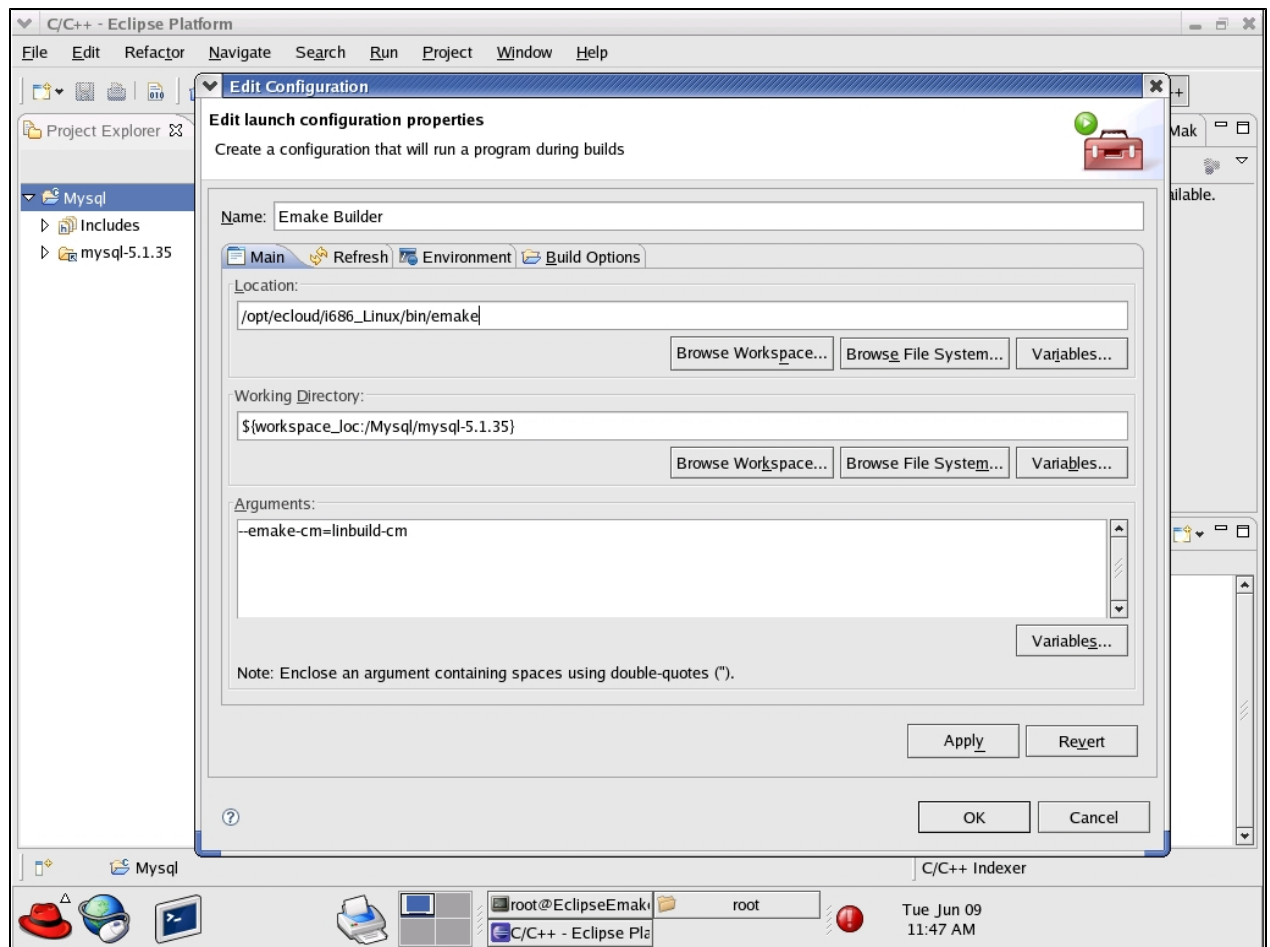 C/C++ - Eclipse Platform
File Edit Refactor Navigate Search Run Project Window Help
010
Edit Configuration
++
Project Explorer
Edit launch configuration properties
Create a configuration that will run a program during builds
Mak
Mysql
Includes
mysql-5.1.35
ailable.
Name: Emake Builder
Main Refresh Environment Build Options
Location:
/opt/ecloud/i686_Linux/bin/emake
Browse Workspace... Browse File System... Variables...
Working Directory:
${workspace_loc:/Mysql/mysql-5.1.35}
Browse Workspace... Browse File System... Variables...
Arguments:
--emake-cm=linbuild-cm
Variables...
Note: Enclose an argument containing spaces using double-quotes (").
Apply Revert
OK Cancel
Mysql
C/C++ Indexer
root@EclipseEmake root
C/C++ - Eclipse Pla
Tue Jun 09
11:47 AM